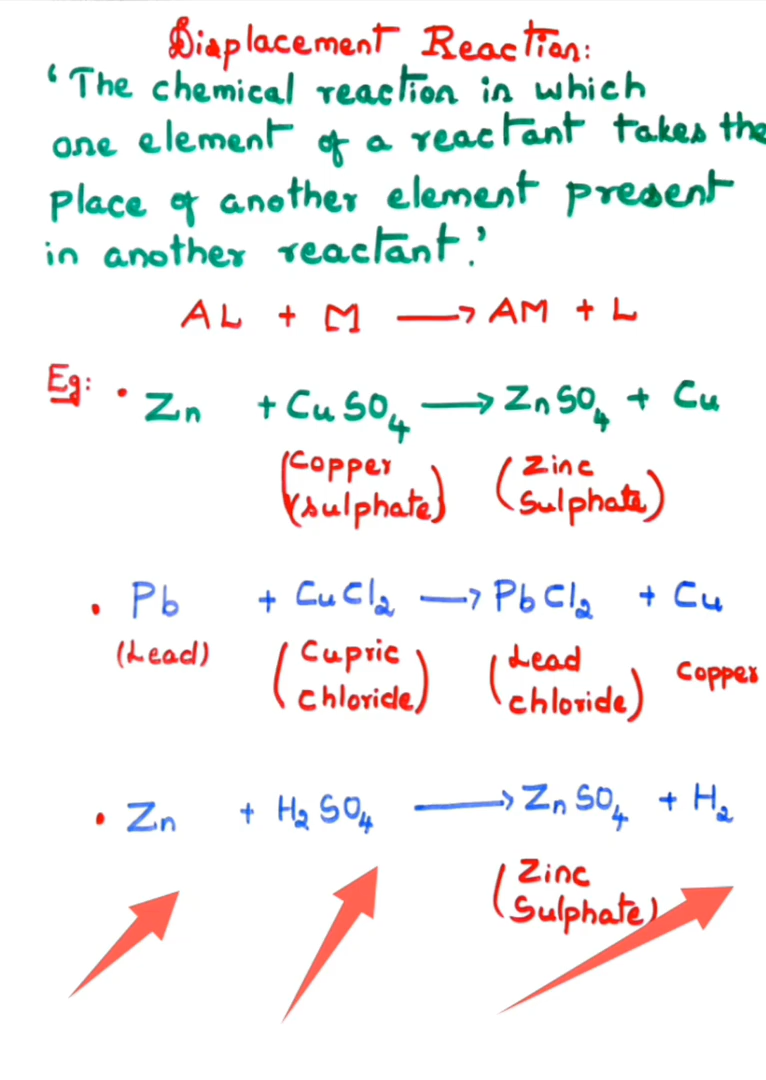 Displacement Reaction:
‘The chemical reaction in which
one element of a reactant takes the
place of another element present
in another reactant.’
AL + M ⟶ AM + L
Eg: • Zn + CuSO₄ ⟶ ZnSO₄ + Cu
(Copper (Zinc
(sulphate) Sulphate)
• Pb + CuCl₂ ⟶ PbCl₂ + Cu
(Lead) (Cupric chloride) (Lead chloride) Copper
• Zn + H₂SO₄ ⟶ ZnSO₄ + H₂
(Zinc
Sulphate)